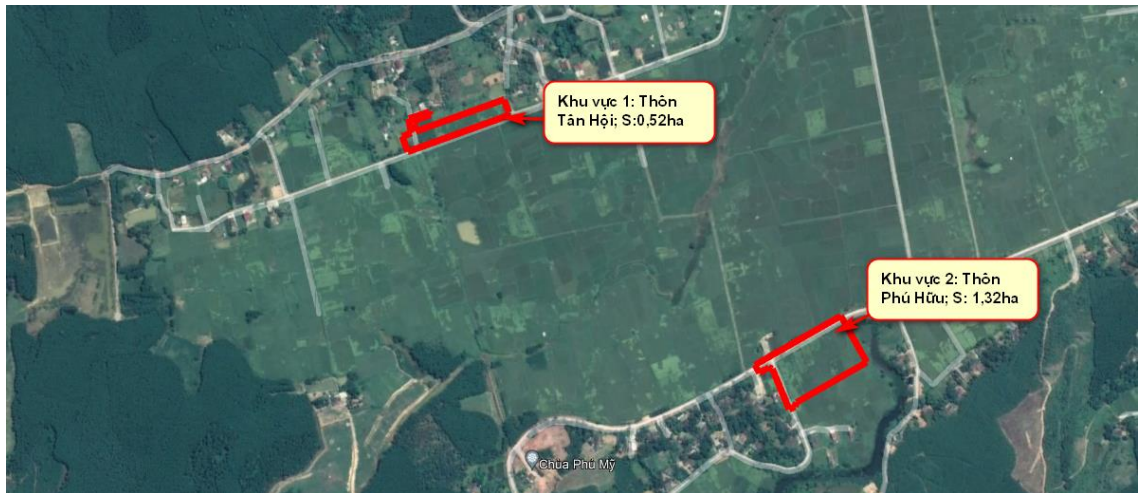 Khu vực 1: Thôn
Tân Hội; S:0,52ha
Khu vực 2: Thôn
Phú Hữu; S: 1,32ha
Chùa Phú Mỹ